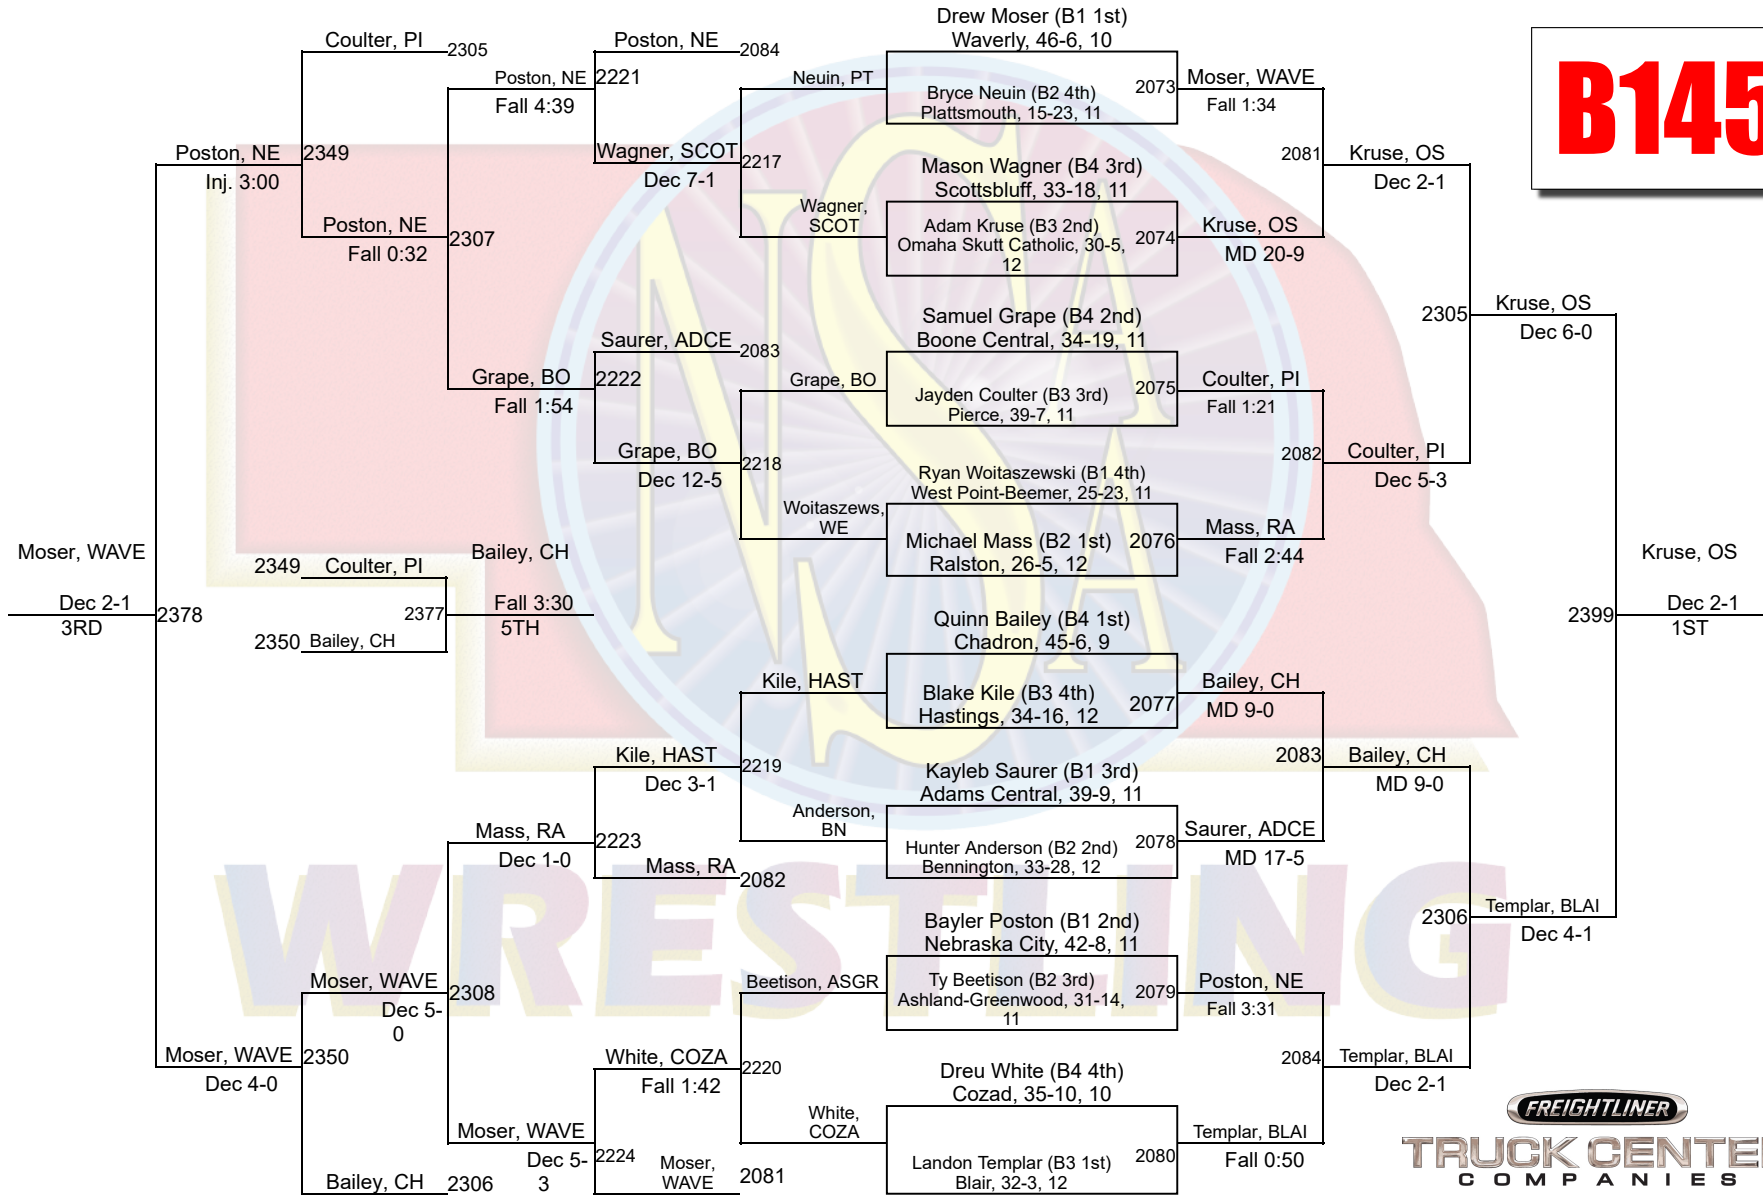 Drew Moser (B1 1st)
Waverly, 46-6, 10
Coulter, PI
2305
Poston, NE
2084
B145
Poston, NE
2221
Fall 4:39
Neuin, PT
Bryce Neuin (B2 4th)
Plattsmouth, 15-23, 11
2073
Moser, WAVE
Fall 1:34
Poston, NE
2349
Inj. 3:00
Wagner, SCOT
2217
Dec 7-1
Mason Wagner (B4 3rd)
Scottsbluff, 33-18, 11
2081
Kruse, OS
Dec 2-1
Poston, NE
2307
Fall 0:32
Wagner,
SCOT
Adam Kruse (B3 2nd)
Omaha Skutt Catholic, 30-5,
12
2074
Kruse, OS
MD 20-9
Samuel Grape (B4 2nd)
Boone Central, 34-19, 11
2305
Kruse, OS
Dec 6-0
Saurer, ADCE
2083
Grape, BO
2222
Fall 1:54
Grape, BO
Jayden Coulter (B3 3rd)
Pierce, 39-7, 11
2075
Coulter, PI
Fall 1:21
Grape, BO
2218
Dec 12-5
Ryan Woitaszewski (B1 4th)
West Point-Beemer, 25-23, 11
2082
Coulter, PI
Dec 5-3
Woitaszews,
WE
Michael Mass (B2 1st)
Ralston, 26-5, 12
2076
Mass, RA
Fall 2:44
Moser, WAVE
Dec 2-1
3RD
2378
2349
Coulter, PI
Bailey, CH
2377
Fall 3:30
5TH
2350
Bailey, CH
Kruse, OS
2399
Dec 2-1
1ST
NSAA
Quinn Bailey (B4 1st)
Chadron, 45-6, 9
Kile, HAST
Blake Kile (B3 4th)
Hastings, 34-16, 12
2077
Bailey, CH
MD 9-0
Kile, HAST
2219
Dec 3-1
Kayleb Saurer (B1 3rd)
Adams Central, 39-9, 11
2083
Bailey, CH
MD 9-0
Anderson,
BN
Hunter Anderson (B2 2nd)
Bennington, 33-28, 12
2078
Saurer, ADCE
MD 17-5
Mass, RA
2223
Dec 1-0
Mass, RA
2082
WRESTLING
Bayler Poston (B1 2nd)
Nebraska City, 42-8, 11
2306
Templar, BLAI
Dec 4-1
Moser, WAVE
2308
Dec 5-
0
Beetison, ASGR
Ty Beetison (B2 3rd)
Ashland-Greenwood, 31-14,
11
2079
Poston, NE
Fall 3:31
Moser, WAVE
2350
Dec 4-0
White, COZA
2220
Fall 1:42
Dreu White (B4 4th)
Cozad, 35-10, 10
2084
Templar, BLAI
Dec 2-1
White,
COZA
Landon Templar (B3 1st)
Blair, 32-3, 12
2080
Templar, BLAI
Fall 0:50
Moser, WAVE
2224
Dec 5-
3
Moser,
WAVE
2081
Bailey, CH
2306
FREIGHTLINER
TRUCK CENTE
COMPANIES